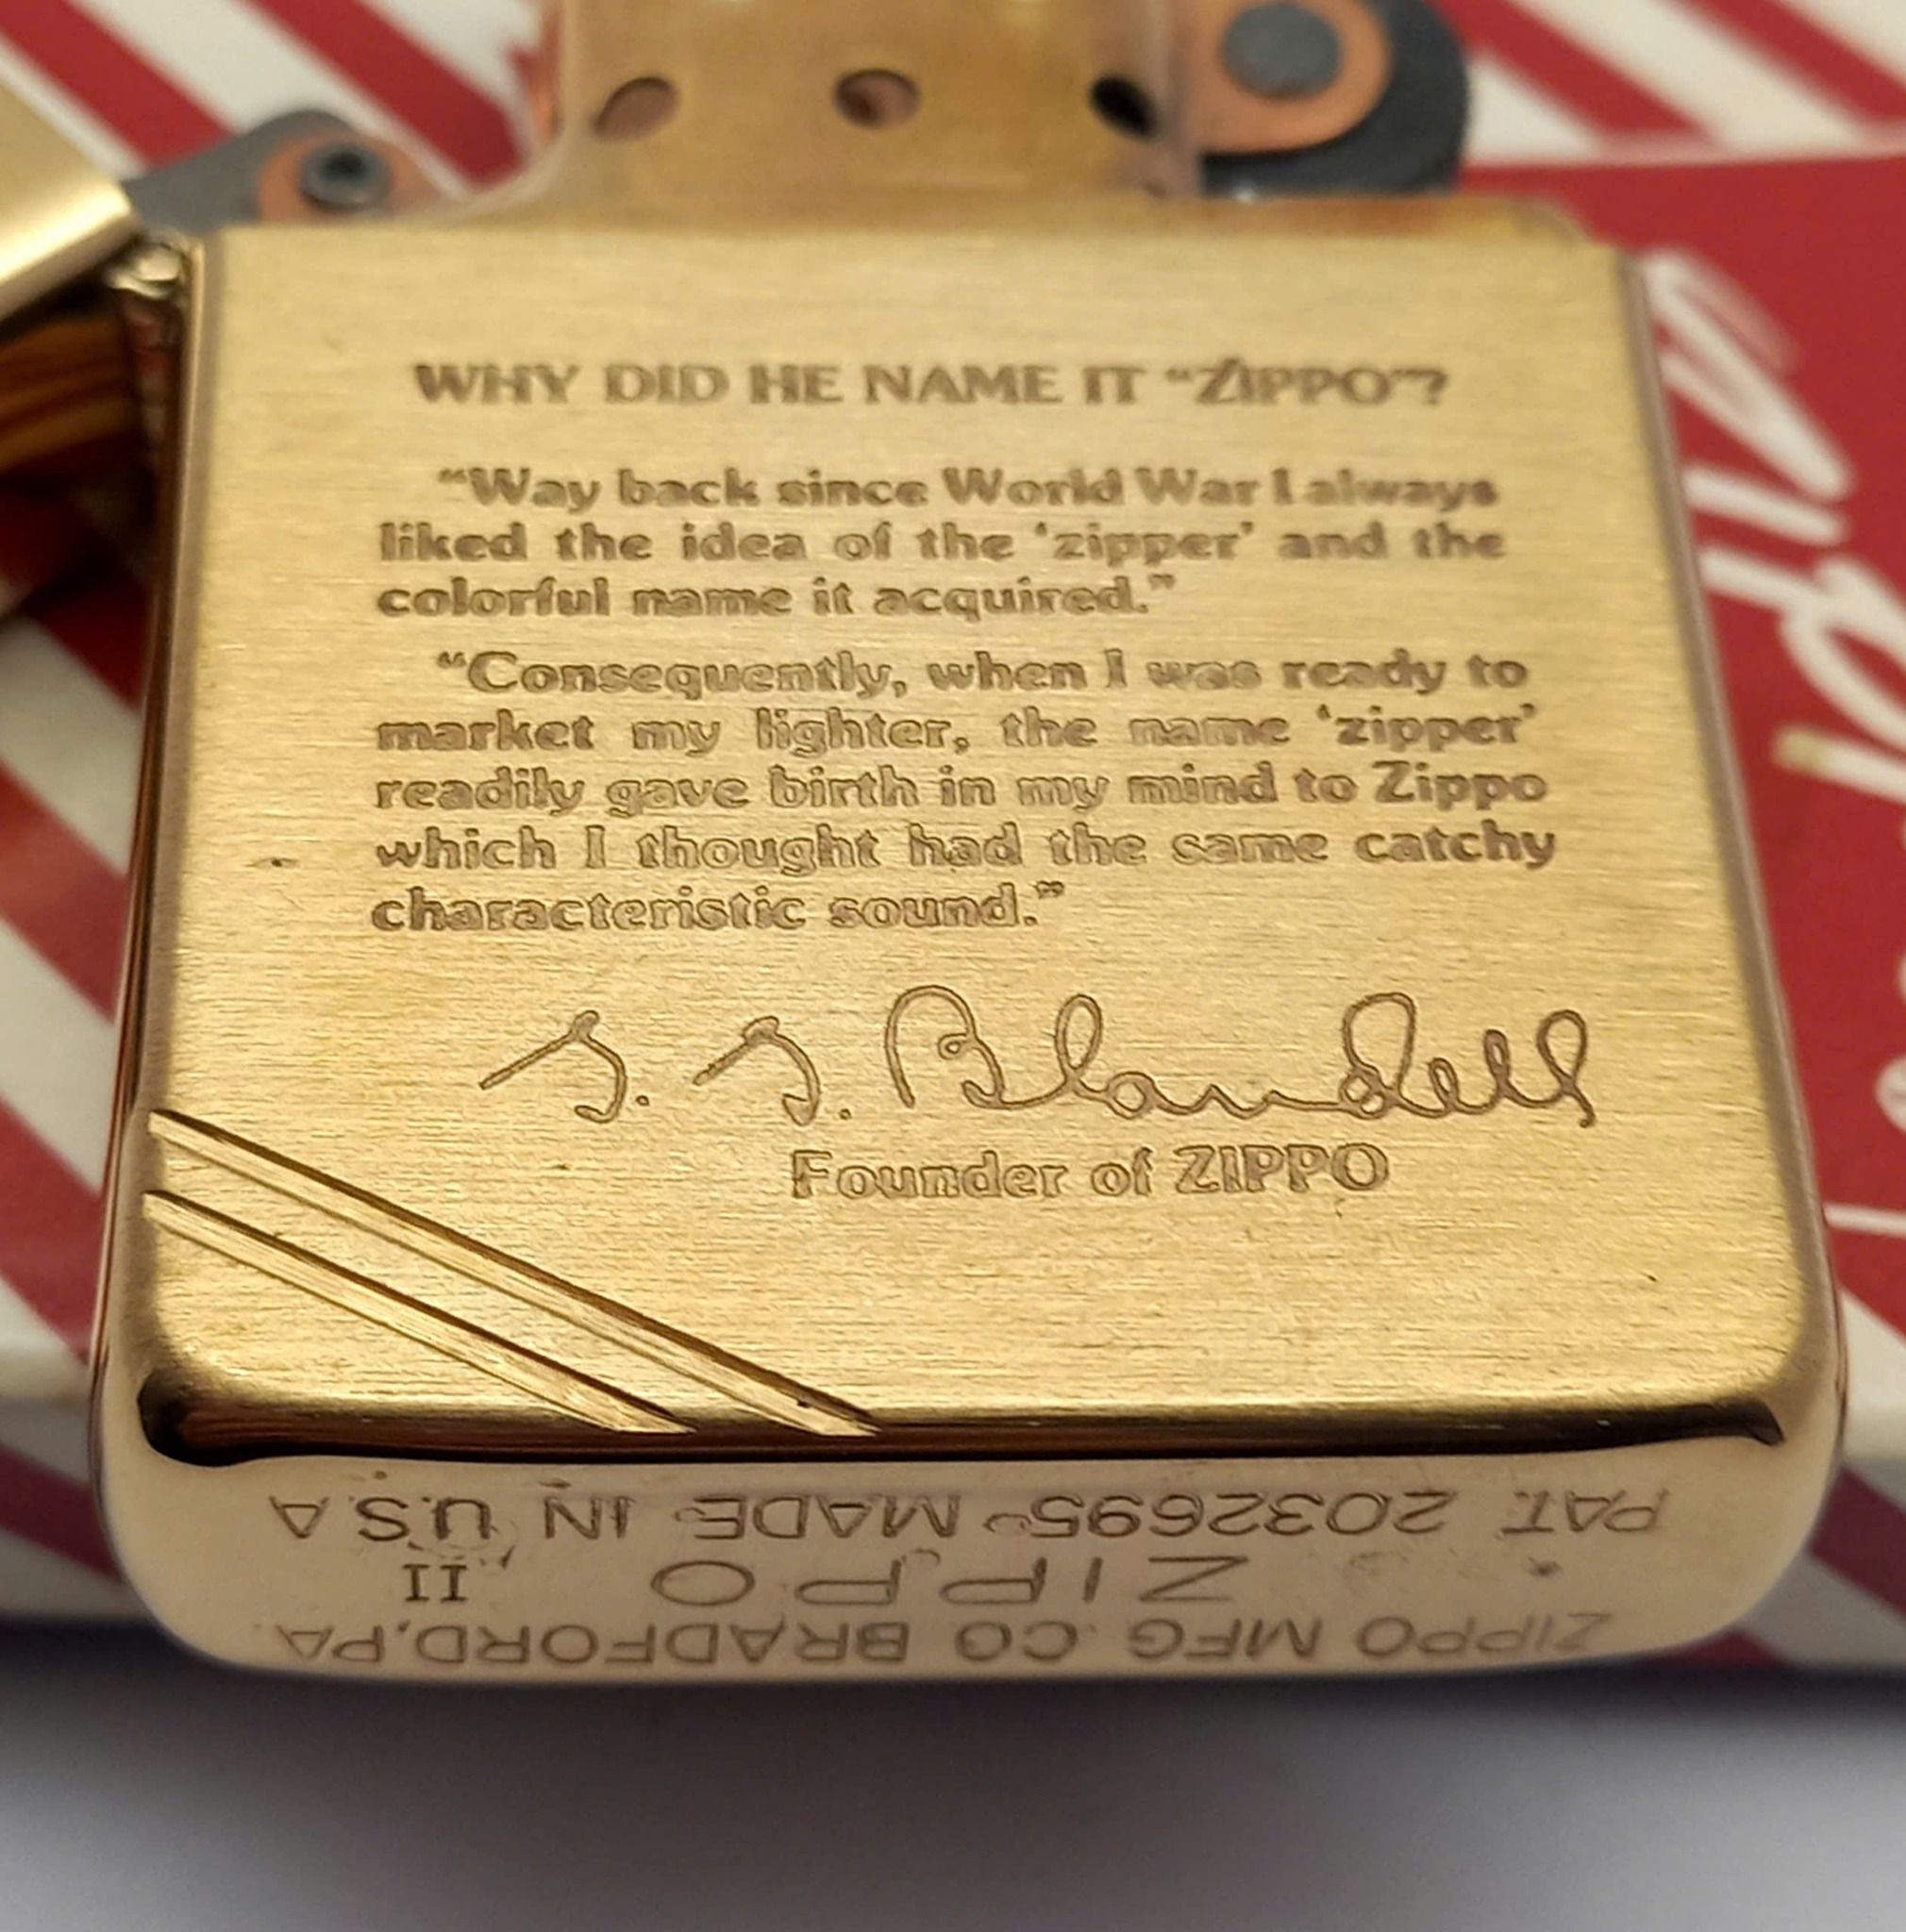 WHY DID HE NAME IT “ZIPPO”?
“Way back since World War I always
liked the idea of the ‘zipper’ and the
colorful name it acquired.”
“Consequently, when I was ready to
market my lighter, the name ‘zipper’
readily gave birth in my mind to Zippo
which I thought had the same catchy
characteristic sound.”
G. G. Blaisdell
Founder of ZIPPO
ZIPPO MFG. CO BRADFORD, PA.
ZIPPO II
PAT. 2032695 MADE IN U.S.A